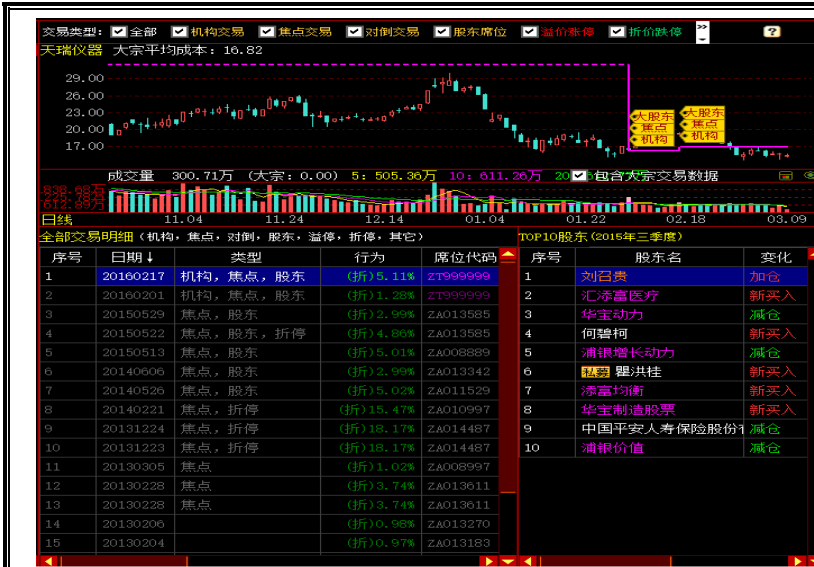 交易类型: 全部 机构交易 焦点交易 对倒交易 股东席位 溢价涨停 折价跌停 ?
天瑞仪器 大宗平均成本: 16.82
29.00
26.00
23.00
20.00
17.00
大股东 焦点 机构
大股东 焦点 机构
成交量 300.71万 (大宗: 0.00) 5: 505.36万 10: 611.26万 包含大宗交易数据
日线 11.04 11.24 12.14 01.04 01.22 02.18 03.09
全部交易明细(机构, 焦点, 对倒, 股东, 溢停, 折停, 其它) TOP10股东(2015年三季度)
序号 日期↓ 类型 行为 席位代码 序号 股东名 变化
1 20160217 机构, 焦点, 股东 (折)5.11% ZT999999 1 刘召贵 加仓
2 20160201 机构, 焦点, 股东 (折)1.28% ZT999999 2 汇添富医疗 新买入
3 20150529 焦点, 股东 (折)2.99% ZA013585 3 华宝动力 减仓
4 20150522 焦点, 股东, 折停 (折)4.86% ZA013585 4 何碧柯 新买入
5 20150513 焦点, 股东 (折)5.01% ZA008889 5 浦银增长动力 减仓
6 20140606 焦点, 股东 (折)2.99% ZA013342 6 私募 瞿洪桂 新买入
7 20140526 焦点, 股东 (折)5.02% ZA011529 7 添富均衡 新买入
8 20140221 焦点, 折停 (折)15.47% ZA010997 8 华宝制造股票 新买入
9 20131224 焦点, 折停 (折)18.17% ZA014487 9 中国平安人寿保险股份 减仓
10 20131223 焦点, 折停 (折)18.17% ZA014487 10 浦银价值 减仓
11 20130305 焦点 (折)1.02% ZA008997
12 20130228 焦点 (折)3.74% ZA013611
13 20130228 焦点 (折)3.74% ZA013611
14 20130206 (折)0.98% ZA013270
15 20130204 (折)0.97% ZA013183